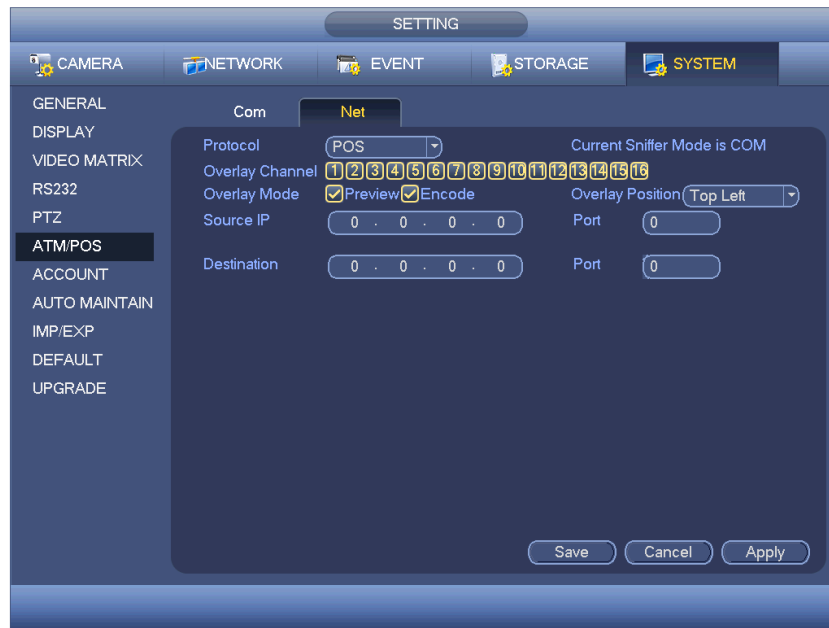 SETTING
CAMERA NETWORK EVENT STORAGE SYSTEM
GENERAL
DISPLAY
VIDEO MATRIX
RS232
PTZ
ATM/POS
ACCOUNT
AUTO MAINTAIN
IMP/EXP
DEFAULT
UPGRADE
Com Net
Protocol POS Current Sniffer Mode is COM
Overlay Channel 1 2 3 4 5 6 7 8 9 10 11 12 13 14 15 16
Overlay Mode Preview Encode Overlay Position Top Left
Source IP 0 . 0 . 0 . 0 Port 0
Destination 0 . 0 . 0 . 0 Port 0
Save Cancel Apply